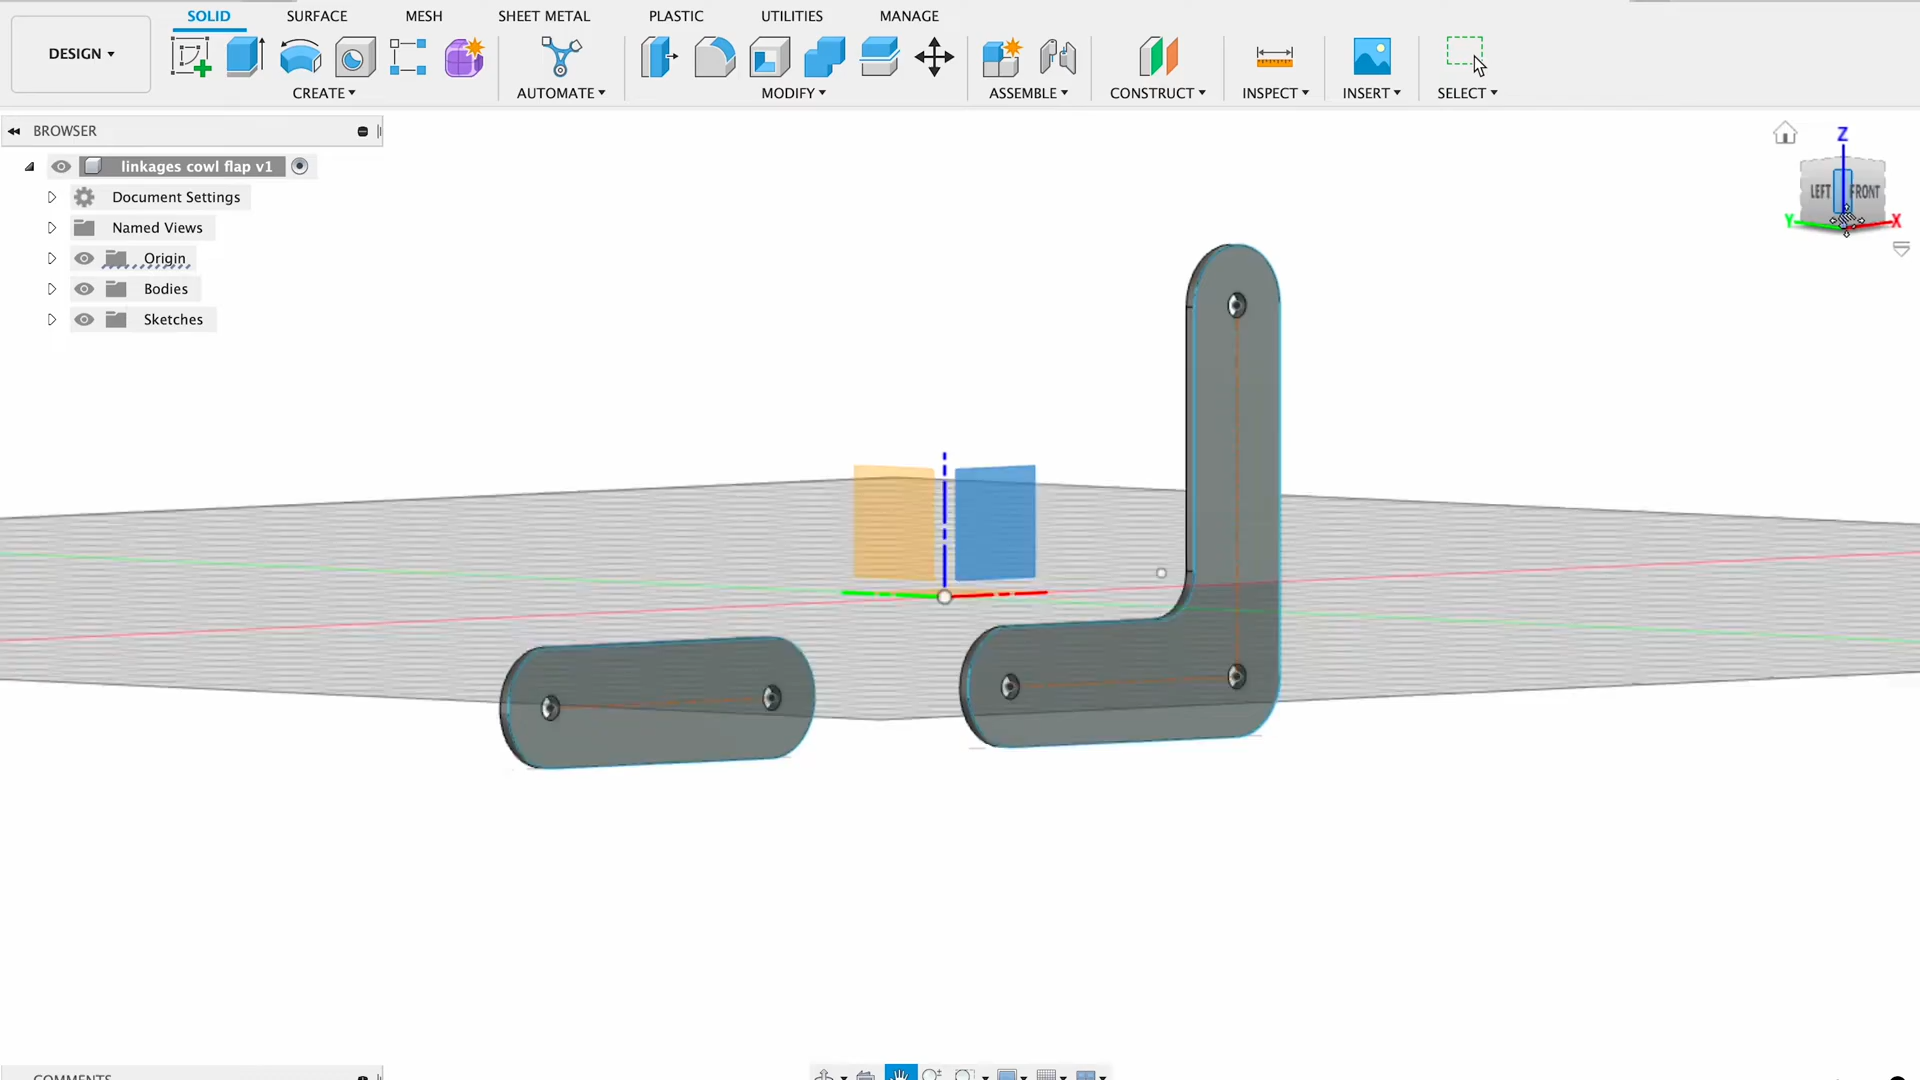 SOLID SURFACE MESH SHEET METAL PLASTIC UTILITIES MANAGE
DESIGN
CREATE AUTOMATE MODIFY ASSEMBLE CONSTRUCT INSPECT INSERT SELECT
BROWSER
linkages cowl flap v1
Document Settings
Named Views
Origin
Bodies
Sketches
Z
LEFT FRONT
Y X
COMMENTS